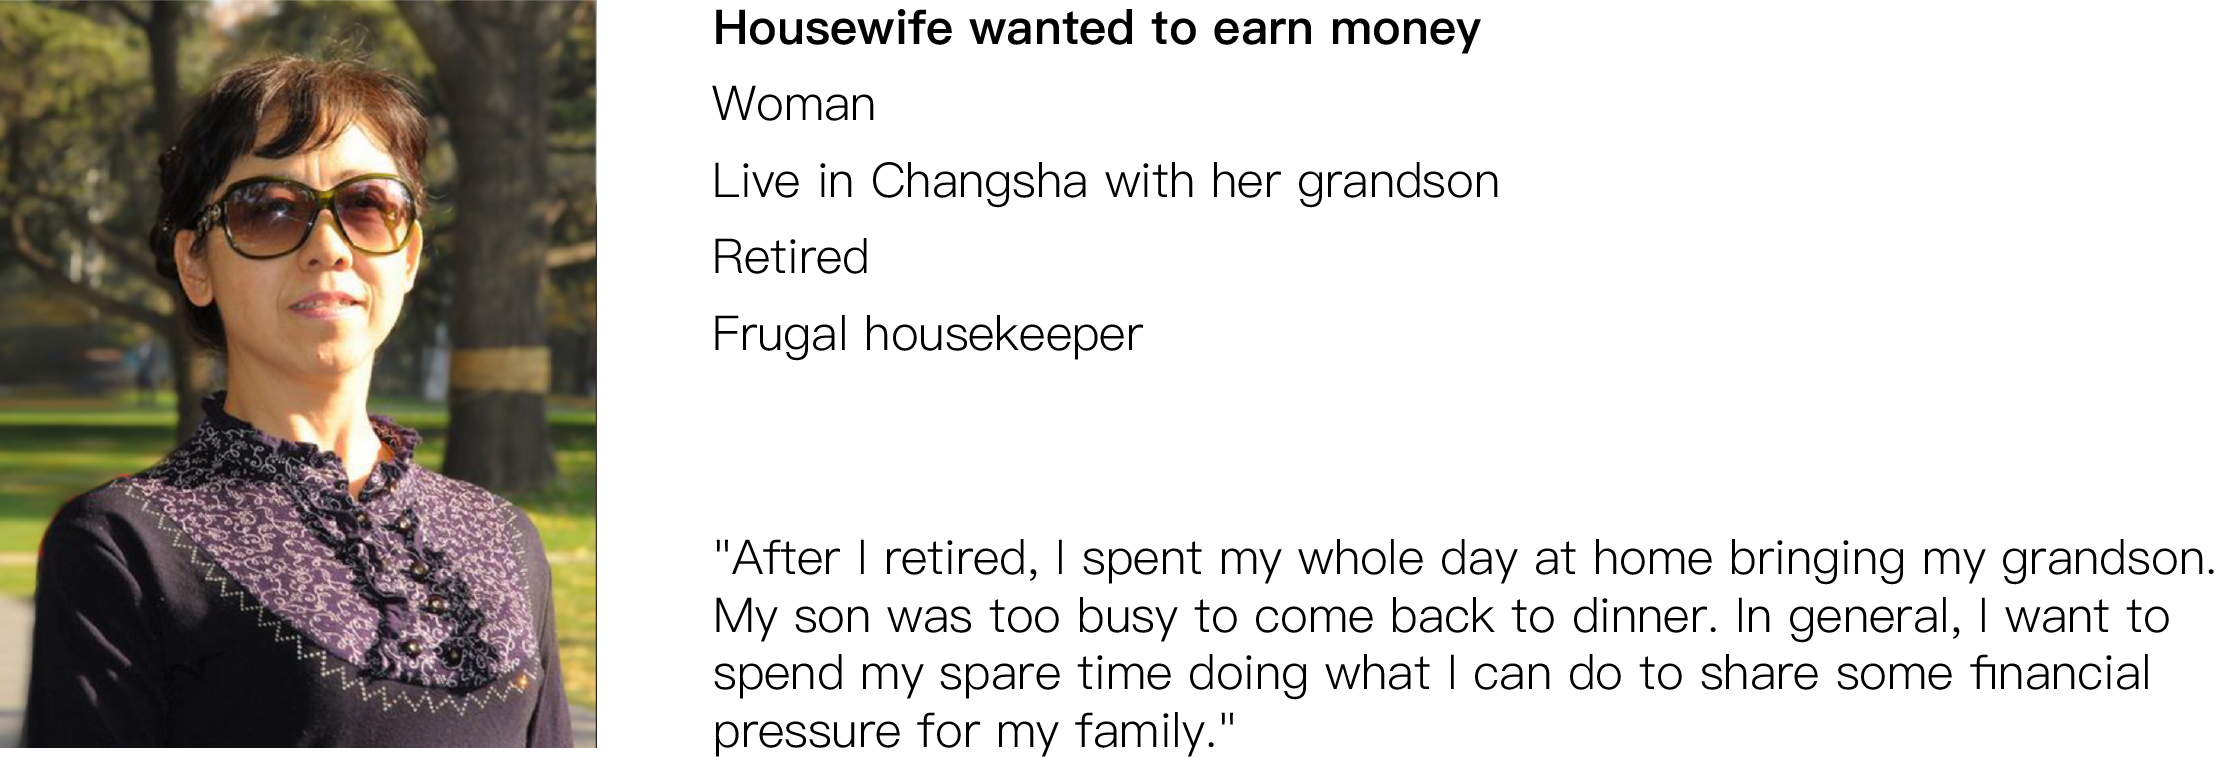 Housewife wanted to earn money
Woman
Live in Changsha with her grandson
Retired
Frugal housekeeper
"After I retired, I spent my whole day at home bringing my grandson.
My son was too busy to come back to dinner. In general, I want to
spend my spare time doing what I can do to share some financial
pressure for my family."